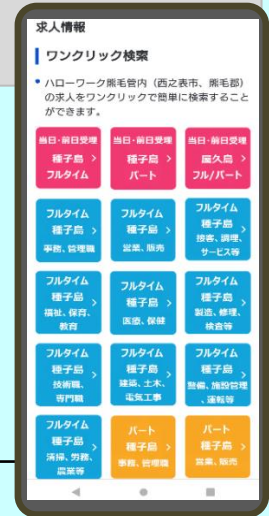 求人情報
ワンクリック検索
• ハローワーク熊毛管内（西之表市、熊毛郡）
の求人をワンクリックで簡単に検索すること
ができます。
当日・前日受理
種子島 >
フルタイム
当日・前日受理
種子島 >
パート
当日・前日受理
屋久島 >
フル/パート
フルタイム
種子島 >
事務、管理職
フルタイム
種子島 >
営業、販売
フルタイム
種子島 >
接客、調理、
サービス等
フルタイム
種子島 >
福祉、保育、
教育
フルタイム
種子島 >
医療、保健
フルタイム
種子島 >
製造、修理、
検査等
フルタイム
種子島 >
技術職、
専門職
フルタイム
種子島 >
建築、土木、
電気工事
フルタイム
種子島 >
警備、施設管理
、運転等
フルタイム
種子島 >
清掃、労務、
農業等
パート
種子島 >
事務、管理職
パート
種子島 >
営業、販売